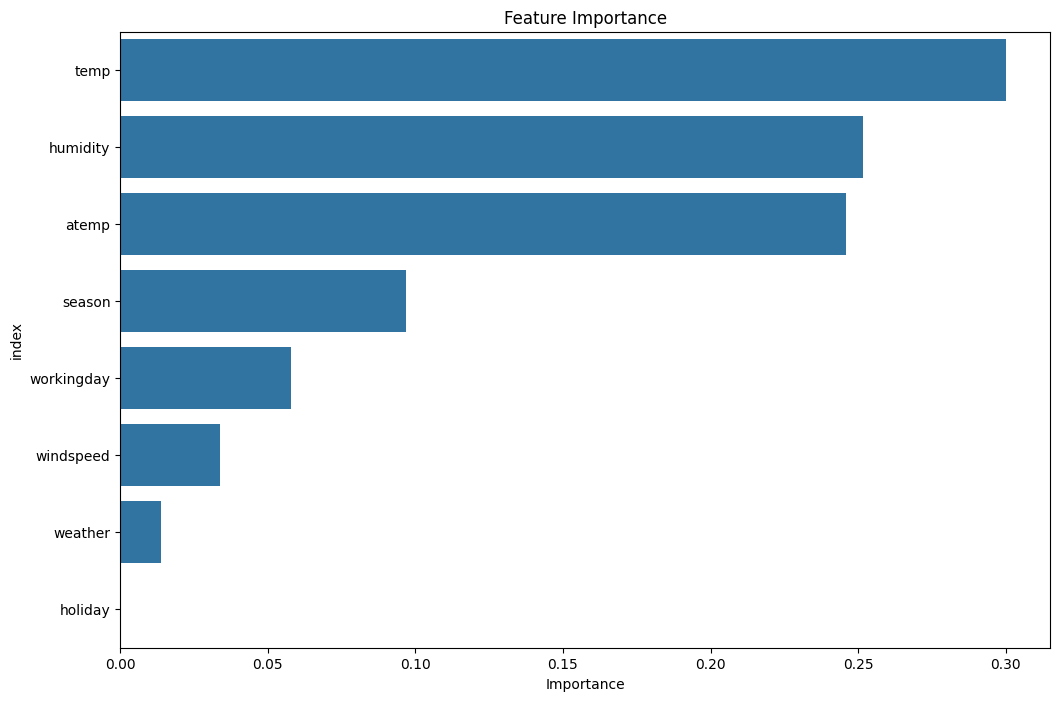 Feature Importance
temp
humidity
atemp
season
workingday
windspeed
weather
holiday
index
0.00 0.05 0.10 0.15 0.20 0.25 0.30
Importance